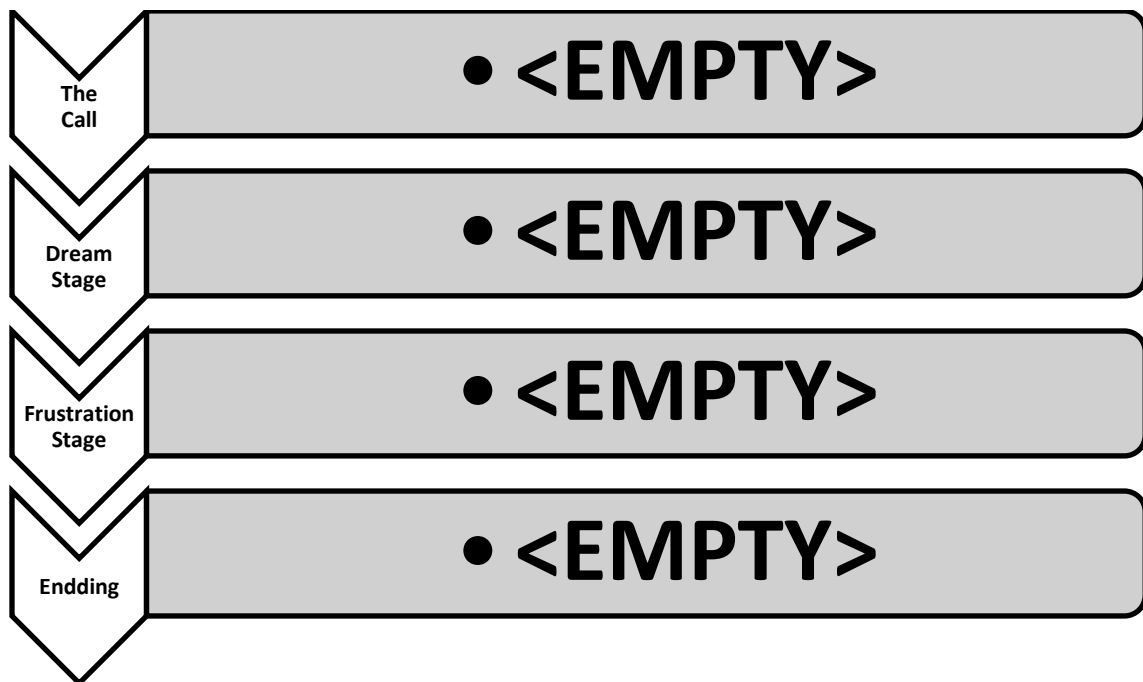 The
Call
• <EMPTY>
Dream
Stage
• <EMPTY>
Frustration
Stage
• <EMPTY>
Endding
• <EMPTY>